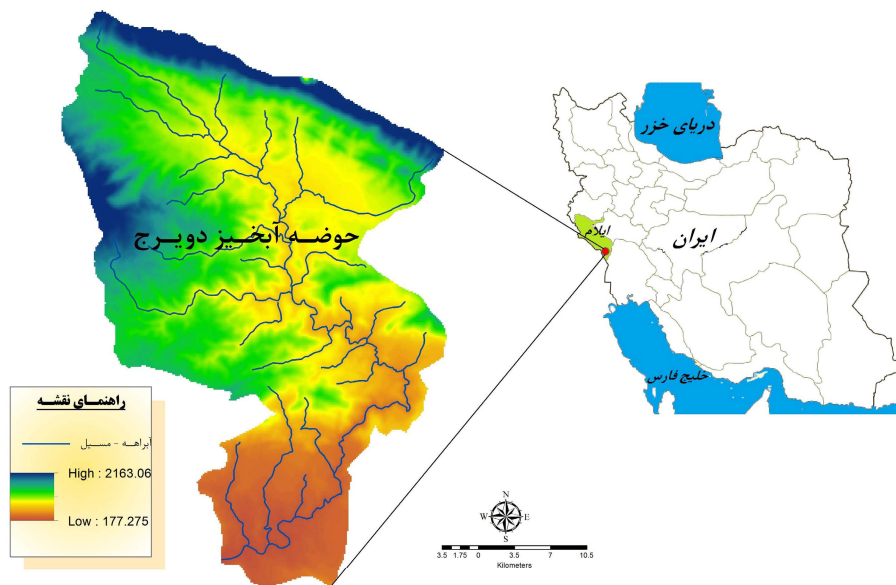 حوضه آبخیز دویرج
دریای خزر
ایلام
ایران
خلیج فارس
راهنمای نقشه
آبراهه - مسیل
High : 2163.06
Low : 177.275
N
W E
S
3.5 1.75 0 3.5 7 10.5
Kilometers